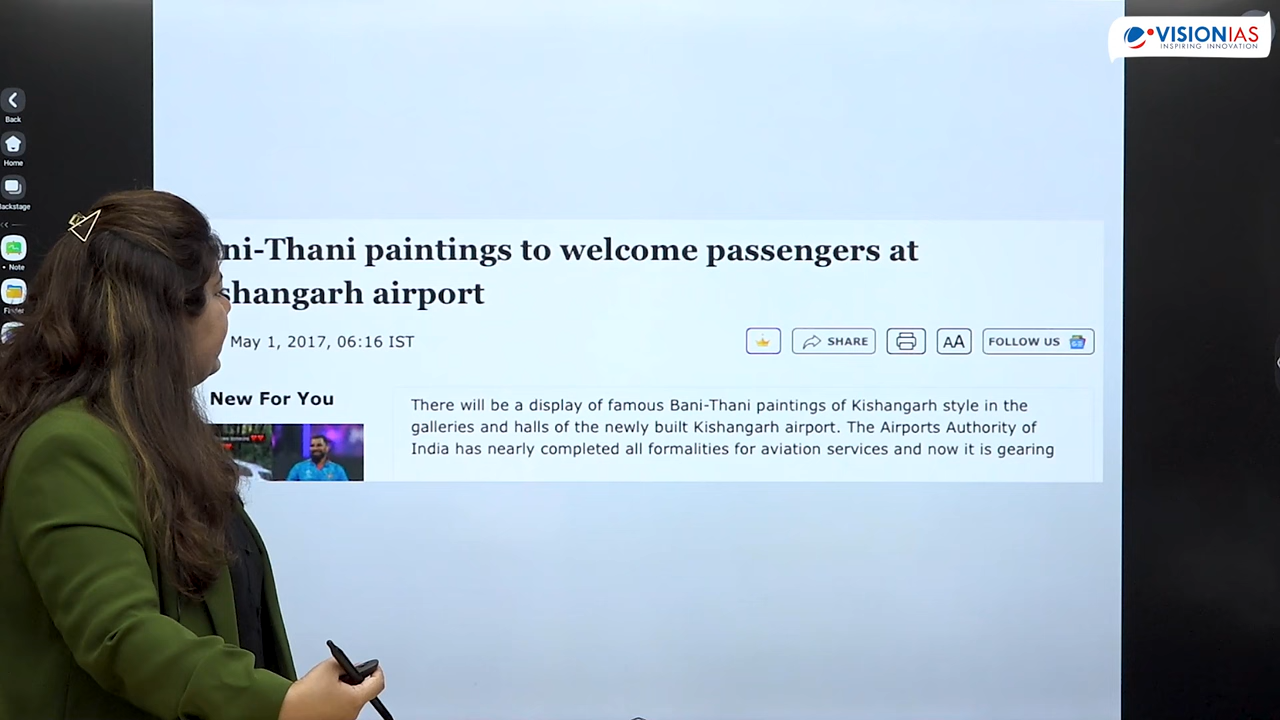 VISIONIAS
INSPIRING INNOVATION
Back
Home
Backstage
Note
Finder
ni-Thani paintings to welcome passengers at
shangarh airport
May 1, 2017, 06:16 IST
SHARE
AA
FOLLOW US
New For You
There will be a display of famous Bani-Thani paintings of Kishangarh style in the
galleries and halls of the newly built Kishangarh airport. The Airports Authority of
India has nearly completed all formalities for aviation services and now it is gearing